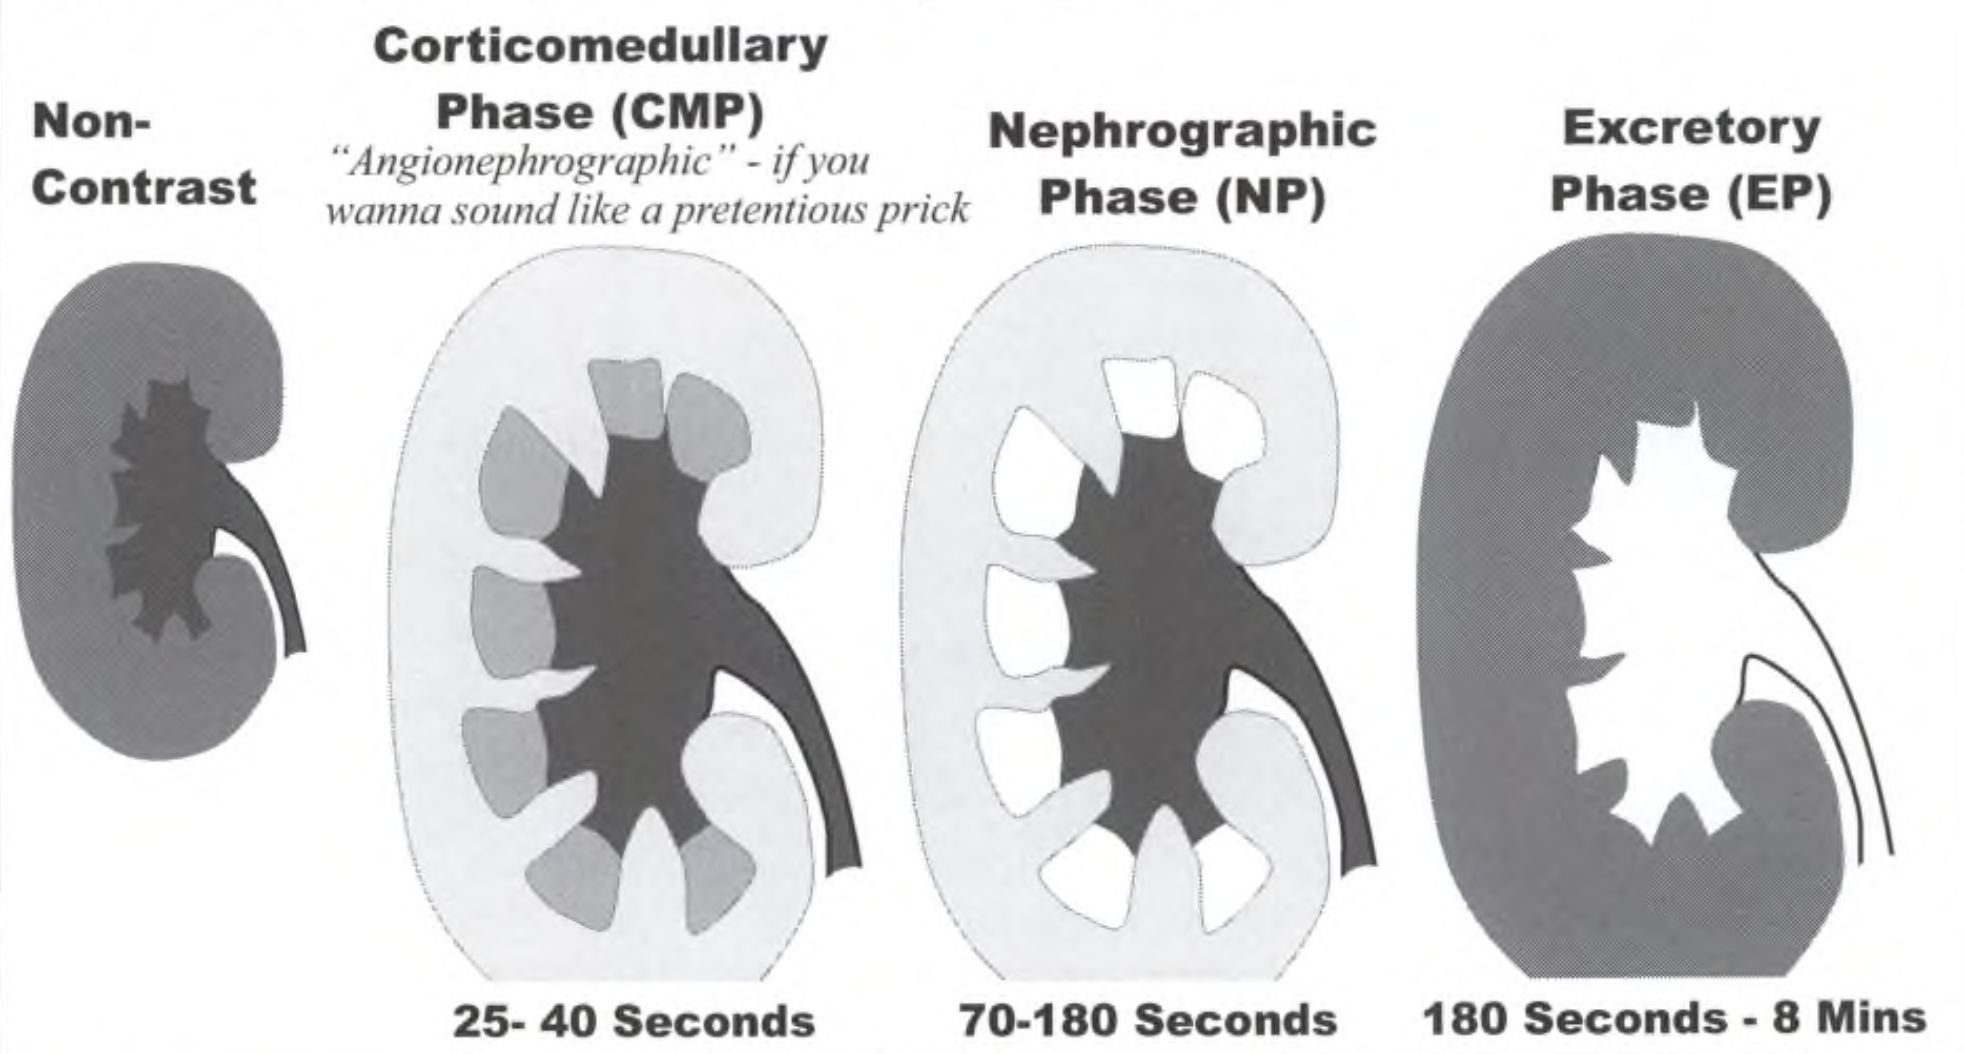 Non-
Contrast
Corticomedullary
Phase (CMP)
“Angionephrographic” - if you
wanna sound like a pretentious prick
Nephrographic
Phase (NP)
Excretory
Phase (EP)
25- 40 Seconds
70-180 Seconds
180 Seconds - 8 Mins